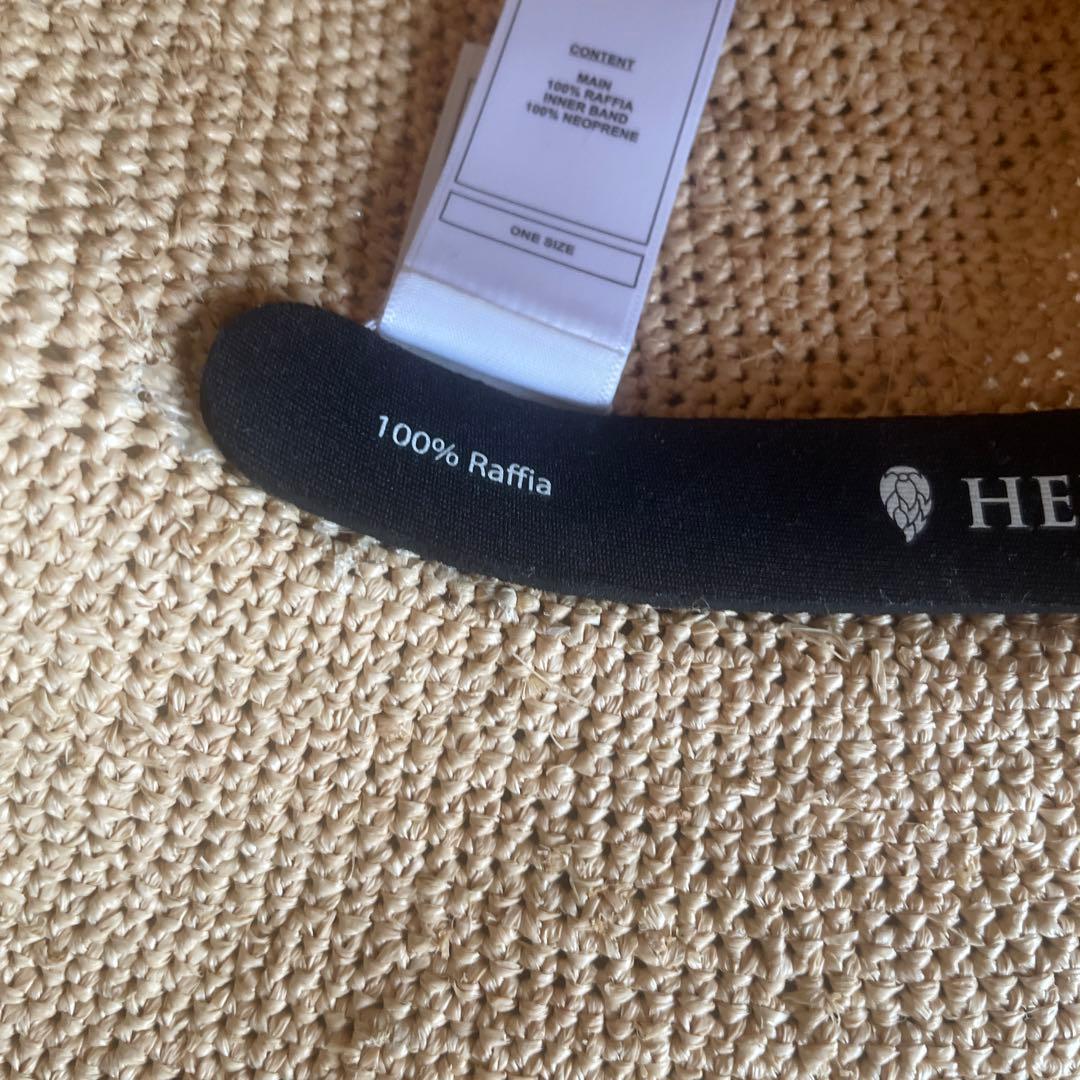 CONTENT
MAIN
100% RAFFIA
INNER BAND
100% NEOPRENE
ONE SIZE
100% Raffia
HE